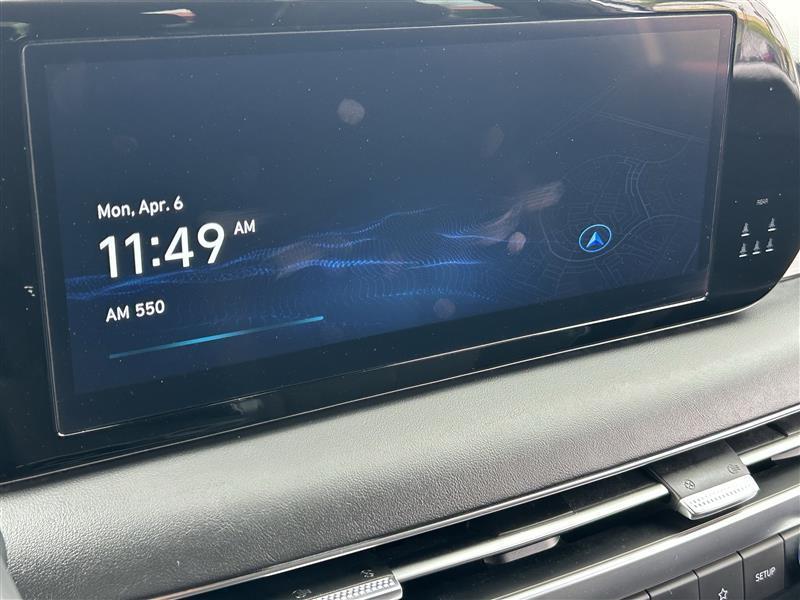 Mon, Apr. 6
11:49 AM
AM 550
REAR
SETUP